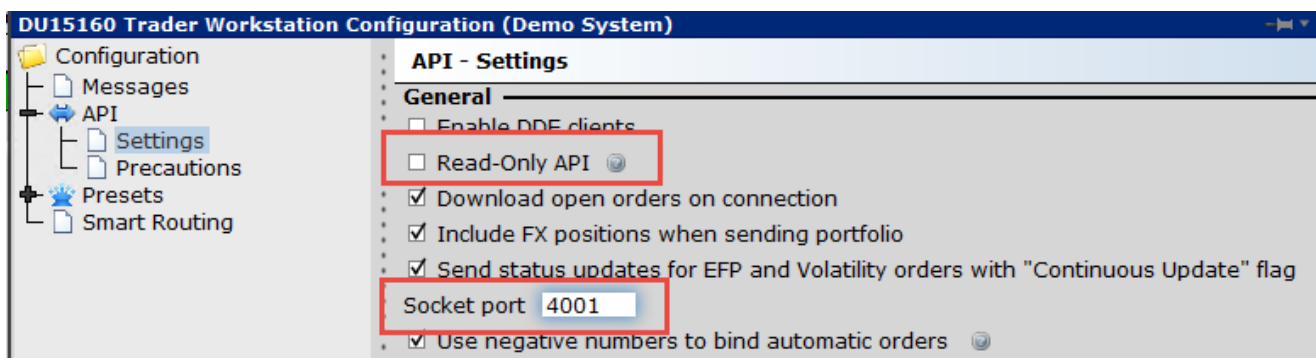 DU15160 Trader Workstation Configuration (Demo System)
Configuration
Messages
API
Settings
Precautions
Presets
Smart Routing
API - Settings
General
Enable DDE clients
Read-Only API
Download open orders on connection
Include FX positions when sending portfolio
Send status updates for EFP and Volatility orders with "Continuous Update" flag
Socket port 4001
Use negative numbers to bind automatic orders